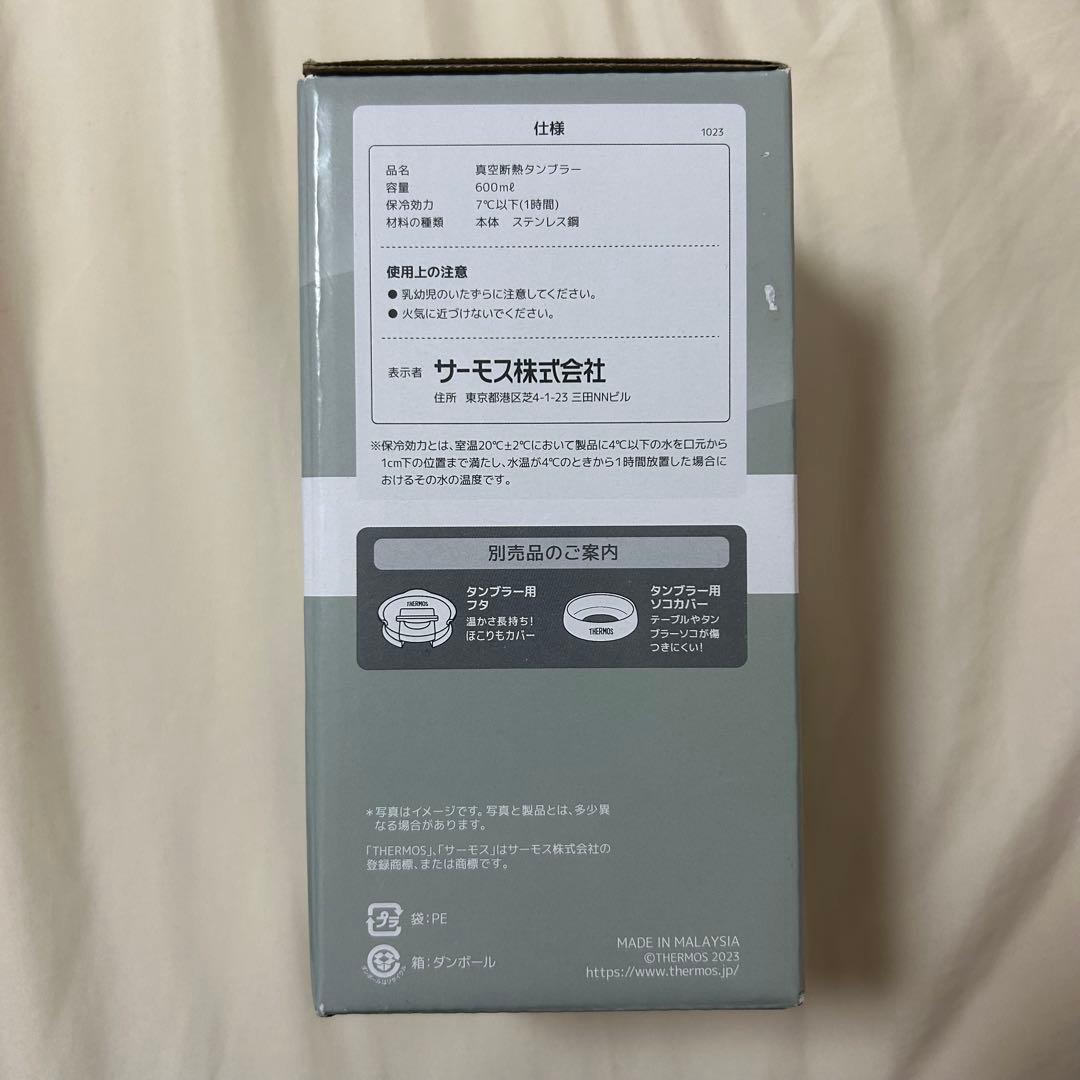 仕様
1023
品名 真空断熱タンブラー
容量 600mℓ
保冷効力 7℃以下(1時間)
材料の種類 本体 ステンレス鋼
使用上の注意
●乳幼児のいたずらに注意してください。
●火気に近づけないでください。
表示者 サーモス株式会社
住所 東京都港区芝4-1-23 三田NNビル
※保冷効力とは、室温20℃±2℃において製品に4℃以下の水を口元から
1cm下の位置まで満たし、水温が4℃のときから1時間放置した場合に
おけるその水の温度です。
別売品のご案内
THERMOS
タンブラー用
フタ
温かさ長持ち!
ほこりもカバー
THERMOS
タンブラー用
ソコカバー
テーブルやタン
ブラーソコが傷
つきにくい!
＊写真はイメージです。写真と製品とは、多少異
なる場合があります。
「THERMOS」、「サーモス」はサーモス株式会社の
登録商標、または商標です。
プラ 袋:PE
箱:ダンボール
ダンボールはリサイクル
MADE IN MALAYSIA
©THERMOS 2023
https://www.thermos.jp/